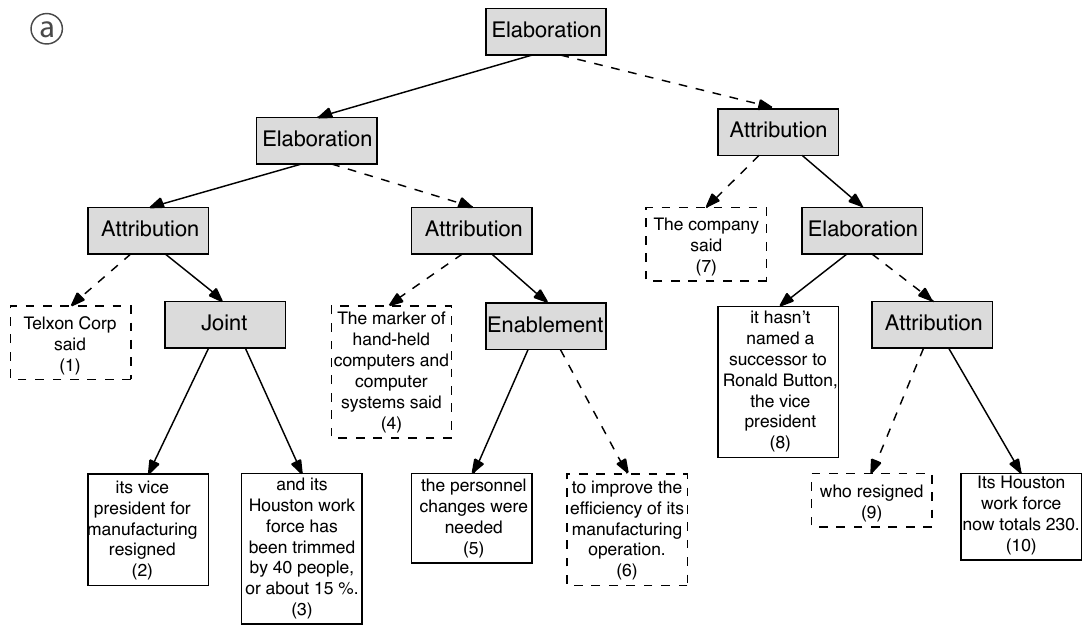 a
Elaboration
Elaboration
Attribution
Attribution
Attribution
The company
said
(7)
Elaboration
Telxon Corp
said
(1)
Joint
The marker of
hand-held
computers and
computer
systems said
(4)
Enablement
it hasn't
named a
successor to
Ronald Button,
the vice
president
(8)
Attribution
its vice
president for
manufacturing
resigned
(2)
and its
Houston work
force has
been trimmed
by 40 people,
or about 15 %.
(3)
the personnel
changes were
needed
(5)
to improve the
efficiency of its
manufacturing
operation.
(6)
who resigned
(9)
Its Houston
work force
now totals 230.
(10)